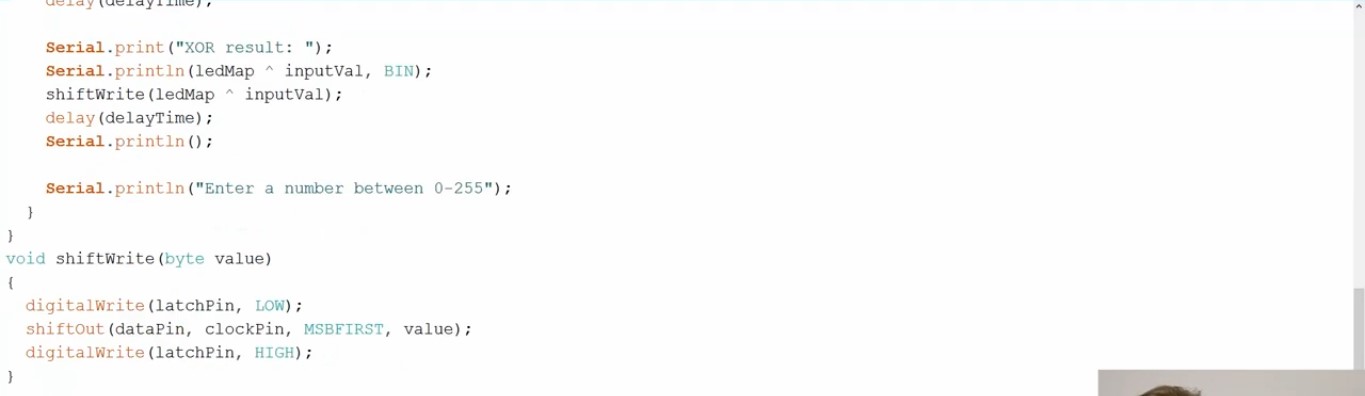 delay(delayTime);
Serial.print("XOR result: ");
Serial.println(ledMap ^ inputVal, BIN);
shiftWrite(ledMap ^ inputVal);
delay(delayTime);
Serial.println();
Serial.println("Enter a number between 0-255");
}
}
void shiftWrite(byte value)
{
digitalWrite(latchPin, LOW);
shiftOut(dataPin, clockPin, MSBFIRST, value);
digitalWrite(latchPin, HIGH);
}